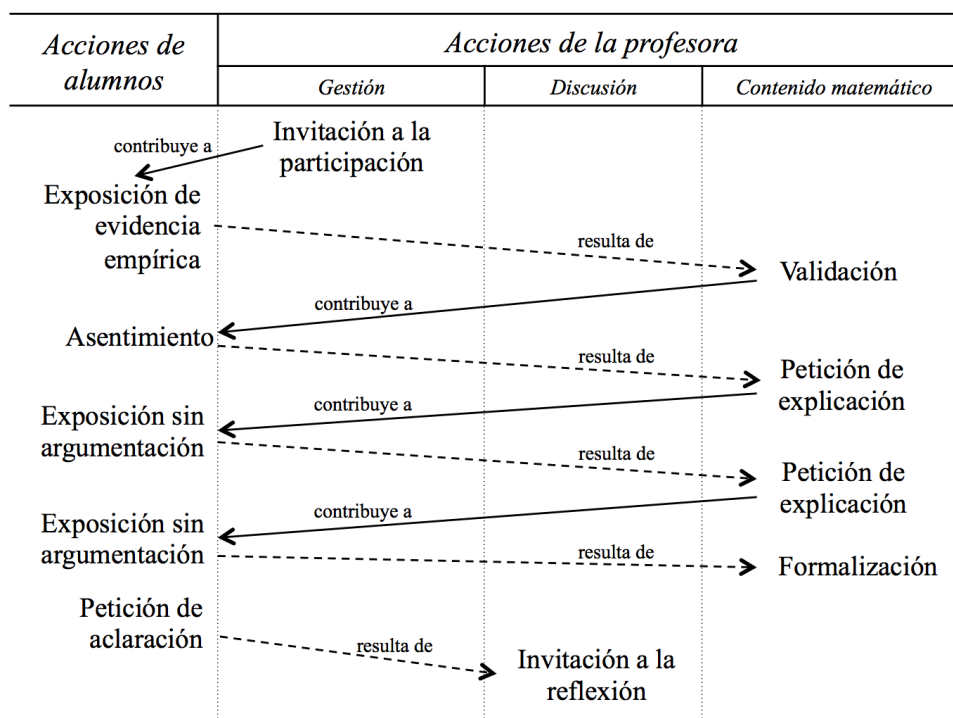 Acciones de
alumnos
Acciones de la profesora
Gestión
Discusión
Contenido matemático
Invitación a la
participación
contribuye a
Exposición de
evidencia
empírica
resulta de
Validación
contribuye a
Asentimiento
resulta de
Petición de
explicación
contribuye a
Exposición sin
argumentación
resulta de
Petición de
explicación
contribuye a
Exposición sin
argumentación
resulta de
Formalización
Petición de
aclaración
resulta de
Invitación a la
reflexión